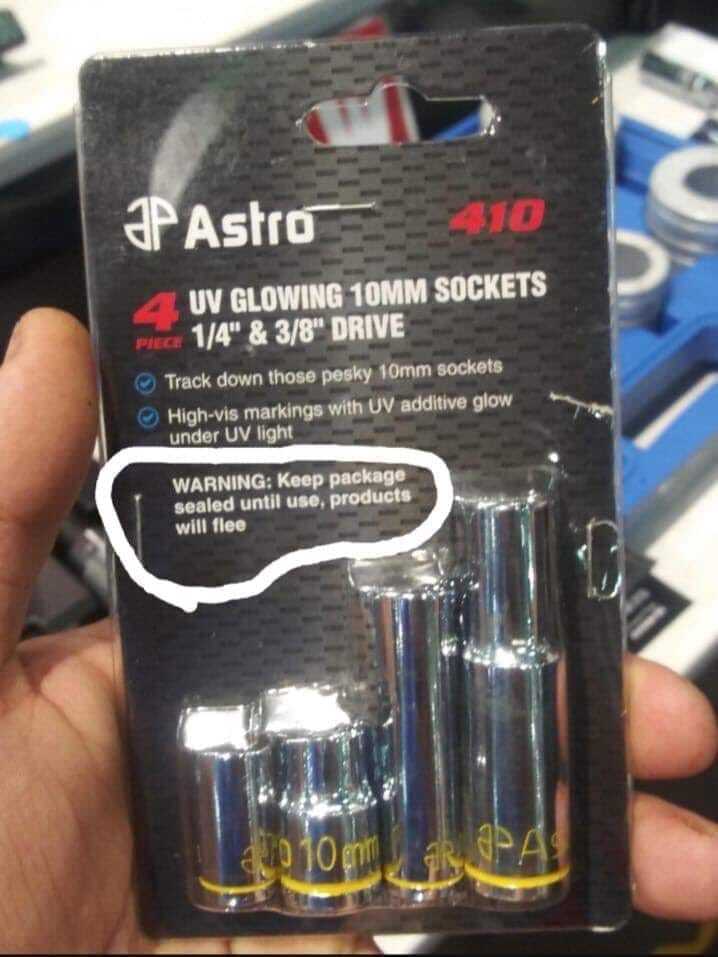 Astro 410
4 PIECE UV GLOWING 10MM SOCKETS
1/4" & 3/8" DRIVE
Track down those pesky 10mm sockets
High-vis markings with UV additive glow
under UV light
WARNING: Keep package
sealed until use, products
will flee
10mm